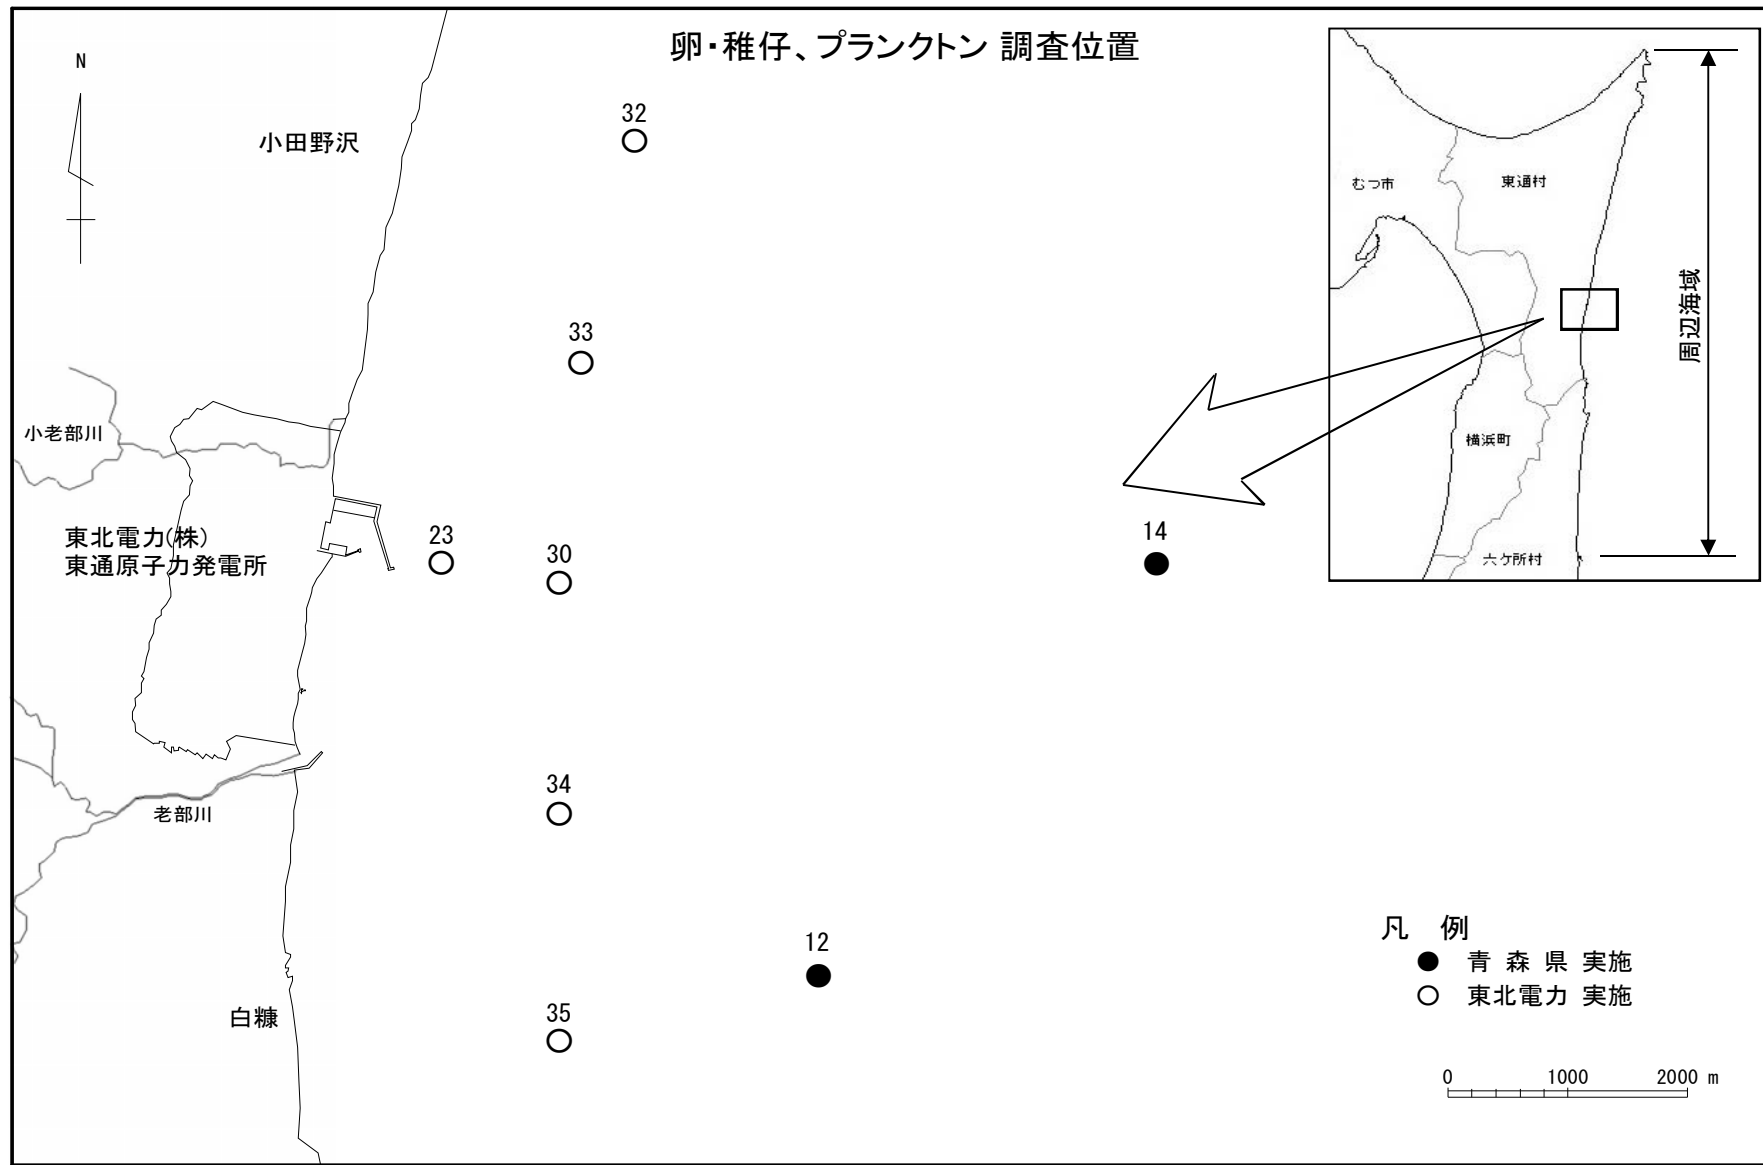 卵・稚仔、プランクトン 調査位置
N
小田野沢
32
33
小老部川
東北電力(株)
東通原子力発電所
23
30
14
34
老部川
12
白糠
35
むつ市
東通村
周辺海域
横浜町
六ケ所村
凡 例
● 青 森 県 実施
○ 東北電力 実施
0 1000 2000 m